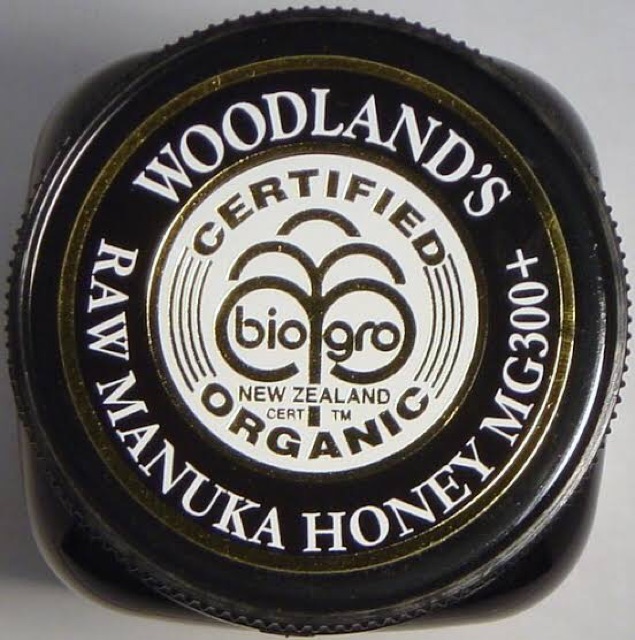 WOODLAND'S
RAW MANUKA HONEY MG300+
CERTIFIED
biogro
NEW ZEALAND
CERT TM
ORGANIC